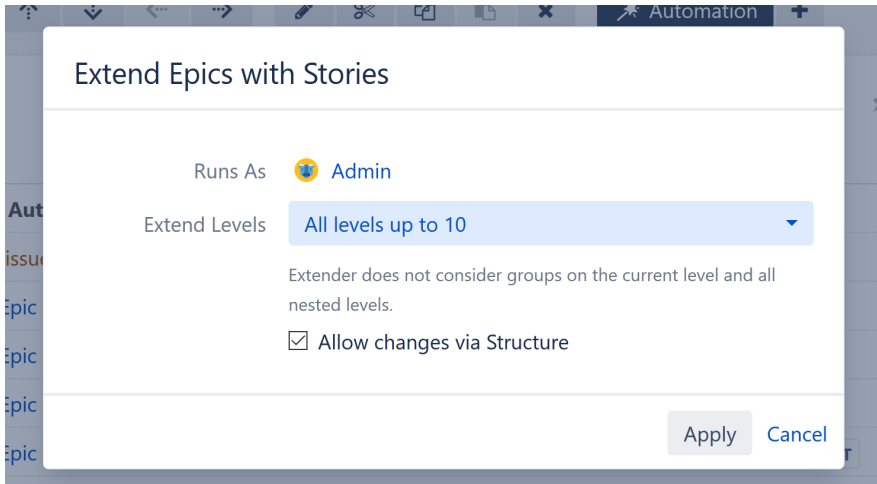 Automation
Extend Epics with Stories
Runs As Admin
Aut
Extend Levels All levels up to 10
issue
Extender does not consider groups on the current level and all
nested levels.
Epic
Allow changes via Structure
Epic
Epic
Apply Cancel
Epic
T